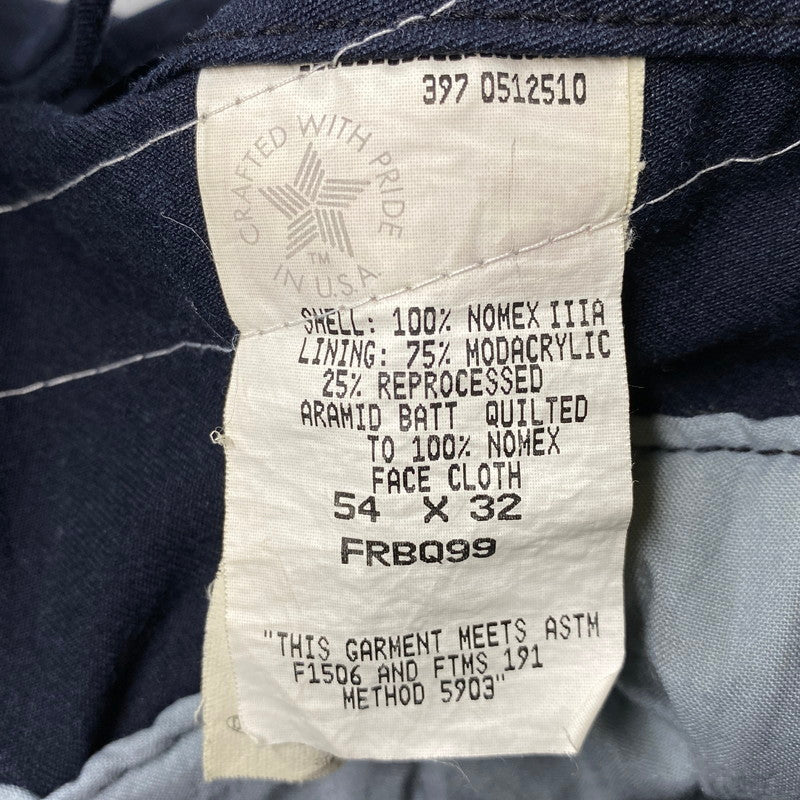 397 0512510
CRAFTED WITH PRIDE
TM
IN U.S.A.
SHELL: 100% NOMEX IIIA
LINING: 75% MODACRYLIC
25% REPROCESSED
ARAMID BATT QUILTED
TO 100% NOMEX
FACE CLOTH
54 X 32
FRBQ99
"THIS GARMENT MEETS ASTM
F1506 AND FTMS 191
METHOD 5903"